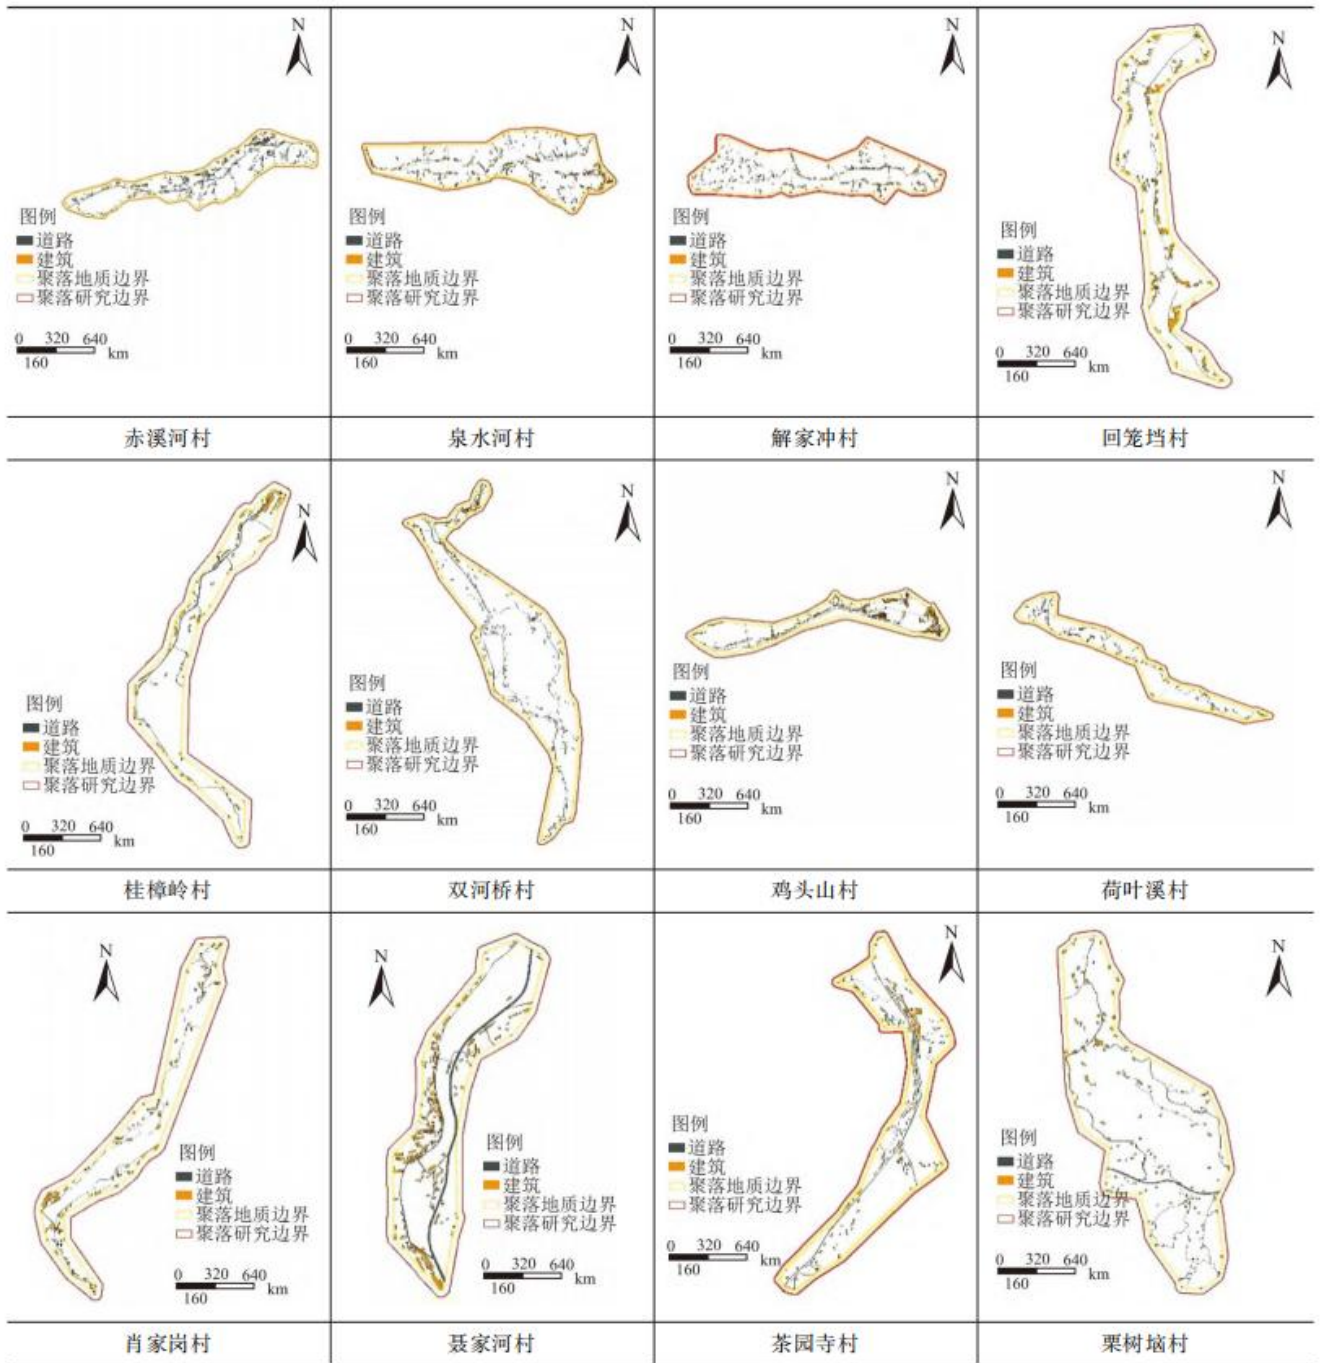 N
图例
道路
建筑
聚落地质边界
聚落研究边界
0 320 640
160 km
赤溪河村
N
图例
道路
建筑
聚落地质边界
聚落研究边界
0 320 640
160 km
泉水河村
N
图例
道路
建筑
聚落地质边界
聚落研究边界
0 320 640
160 km
解家冲村
N
图例
道路
建筑
聚落地质边界
聚落研究边界
0 320 640
160 km
回笼垱村
N
图例
道路
建筑
聚落地质边界
聚落研究边界
0 320 640
160 km
桂樟岭村
N
图例
道路
建筑
聚落地质边界
聚落研究边界
0 320 640
160 km
双河桥村
N
图例
道路
建筑
聚落地质边界
聚落研究边界
0 320 640
160 km
鸡头山村
N
图例
道路
建筑
聚落地质边界
聚落研究边界
0 320 640
160 km
荷叶溪村
N
图例
道路
建筑
聚落地质边界
聚落研究边界
0 320 640
160 km
肖家岗村
N
图例
道路
建筑
聚落地质边界
聚落研究边界
0 320 640
160 km
聂家河村
N
图例
道路
建筑
聚落地质边界
聚落研究边界
0 320 640
160 km
茶园寺村
N
图例
道路
建筑
聚落地质边界
聚落研究边界
0 320 640
160 km
栗树垴村